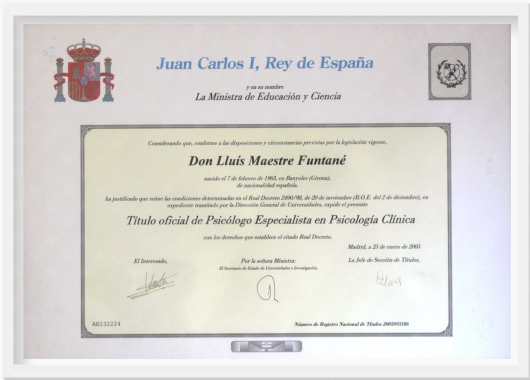 Juan Carlos I, Rey de España
y en su nombre
La Ministra de Educación y Ciencia
Considerando que, conforme a las disposiciones y circunstancias previstas por la legislación vigente,
Don Lluís Maestre Funtané
nacido el 7 de febrero de 1963, en Banyoles (Girona),
de nacionalidad española,
ha justificado que reúne las condiciones determinadas en el Real Decreto 2490/98, de 20 de noviembre (B.O.E. del 2 de diciembre), en
expediente tramitado por la Dirección General de Universidades, expide el presente
Título oficial de Psicólogo Especialista en Psicología Clínica
con los derechos que establece el citado Real Decreto.
Madrid, a 25 de enero de 2005
El Interesado,
Por la señora Ministra:
El Secretario de Estado de Universidades e Investigación,
La Jefe de Sección de Títulos,
AB232224
Número de Registro Nacional de Títulos